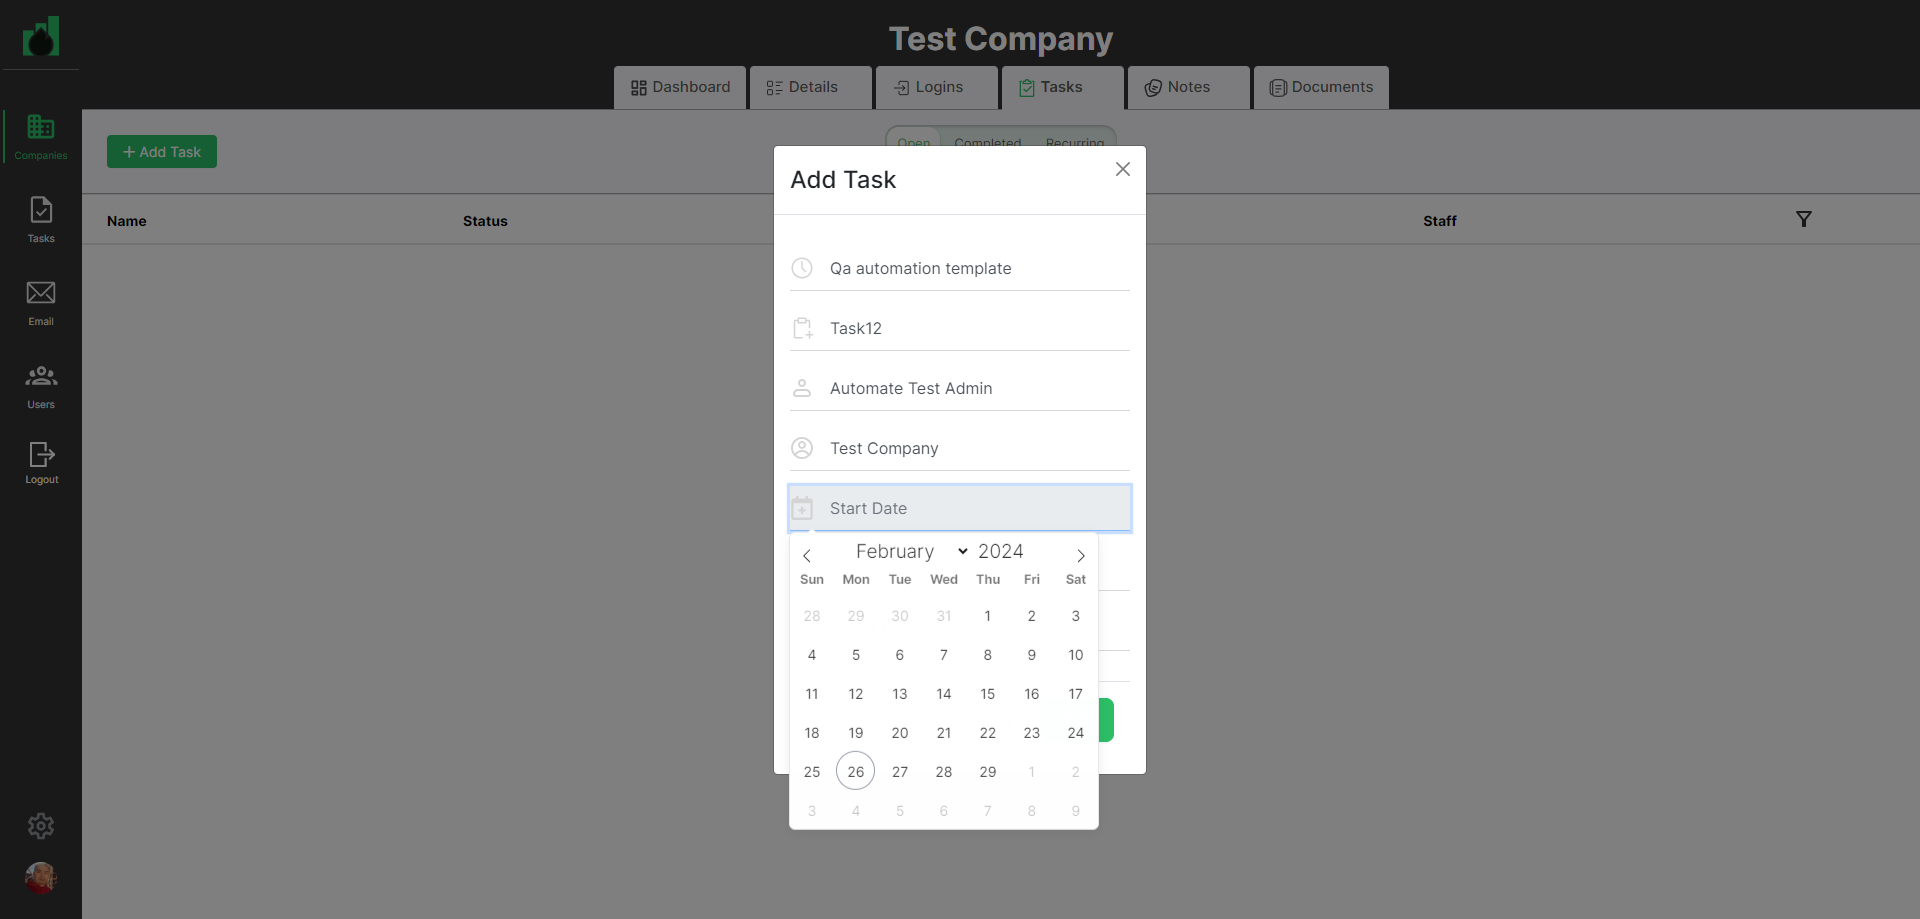 Test Company
Dashboard
Details
Logins
Tasks
Notes
Documents
Companies
Tasks
Email
Users
Logout
+ Add Task
Open
Completed
Recurring
Name
Status
Staff
Add Task
Qa automation template
Task12
Automate Test Admin
Test Company
Start Date
February 2024
Sun Mon Tue Wed Thu Fri Sat
28 29 30 31 1 2 3
4 5 6 7 8 9 10
11 12 13 14 15 16 17
18 19 20 21 22 23 24
25 26 27 28 29 1 2
3 4 5 6 7 8 9